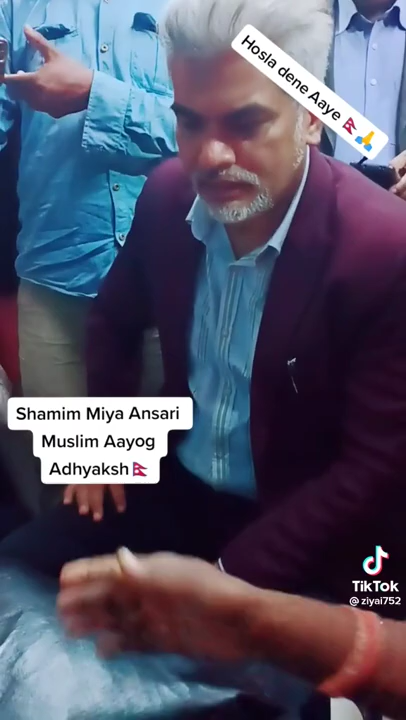 Hosla dene Aaye 🇳🇵🙏
Shamim Miya Ansari
Muslim Aayog
Adhyaksh 🇳🇵
TikTok
@ziyai752